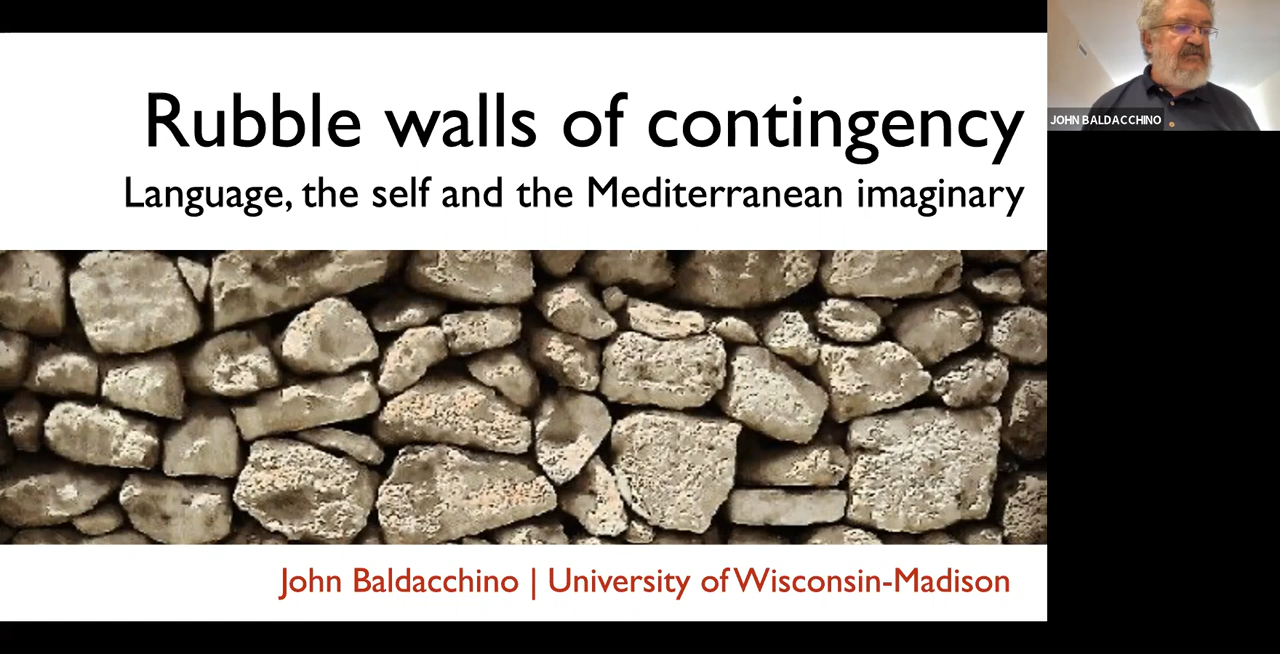 Rubble walls of contingency
Language, the self and the Mediterranean imaginary
John Baldacchino | University of Wisconsin-Madison
JOHN BALDACCHINO